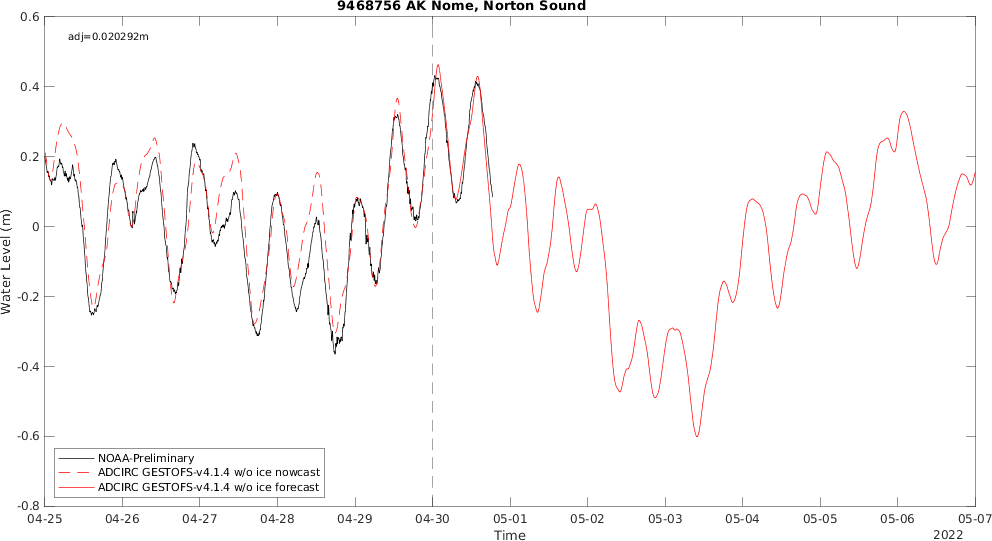 9468756 AK Nome, Norton Sound
adj=0.020292m
0.6
0.4
0.2
0
-0.2
-0.4
-0.6
-0.8
Water Level (m)
NOAA-Preliminary
ADCIRC GESTOFS-v4.1.4 w/o ice nowcast
ADCIRC GESTOFS-v4.1.4 w/o ice forecast
04-25 04-26 04-27 04-28 04-29 04-30 05-01 05-02 05-03 05-04 05-05 05-06 05-07
Time
2022